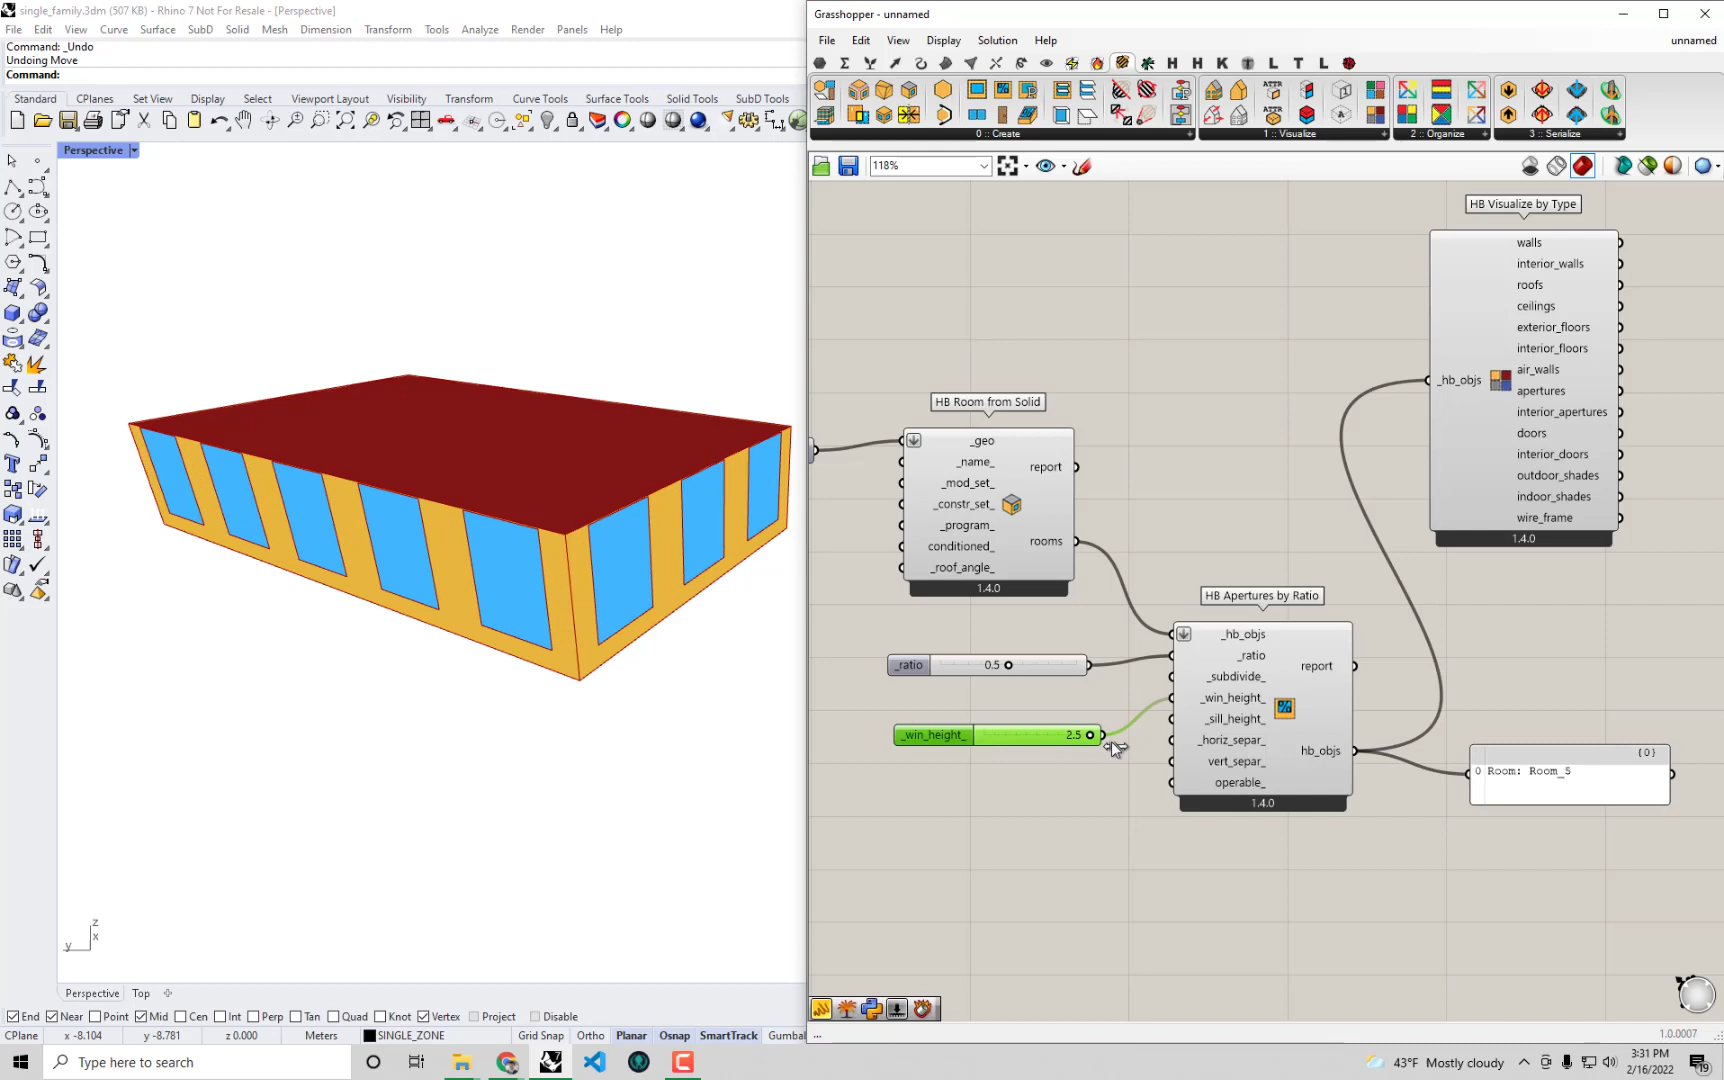 single_family.3dm (507 KB) - Rhino 7 Not For Resale - [Perspective]
File Edit View Curve Surface SubD Solid Mesh Dimension Transform Tools Analyze Render Panels Help
Command: _Undo
Undoing Move
Command:
Standard CPlanes Set View Display Select Viewport Layout Visibility Transform Curve Tools Surface Tools Solid Tools SubD Tools
Perspective
z
x
y
Perspective Top
End Near Point Mid Cen Int Perp Tan Quad Knot Vertex Project Disable
CPlane x -8.104 y -8.781 z 0.000 Meters SINGLE_ZONE Grid Snap Ortho Planar Osnap SmartTrack Gumba
Grasshopper - unnamed
File Edit View Display Solution Help unnamed
H H K T L T L
ATTR
ATTR
0 :: Create 1 :: Visualize 2 :: Organize 3 :: Serialize
118%
HB Visualize by Type
_hb_objs
walls
interior_walls
roofs
ceilings
exterior_floors
interior_floors
air_walls
apertures
interior_apertures
doors
interior_doors
outdoor_shades
indoor_shades
wire_frame
1.4.0
HB Room from Solid
_geo
_name_
_mod_set_
_constr_set_
_program_
conditioned_
_roof_angle_
report
rooms
1.4.0
HB Apertures by Ratio
_hb_objs
_ratio
_subdivide_
_win_height_
_sill_height_
_horiz_separ_
vert_separ_
operable_
report
hb_objs
1.4.0
_ratio 0.5
_win_height_ 2.5
{0}
0 Room: Room_5
...
1.0.0007
Type here to search
43°F Mostly cloudy
3:31 PM
2/16/2022
19